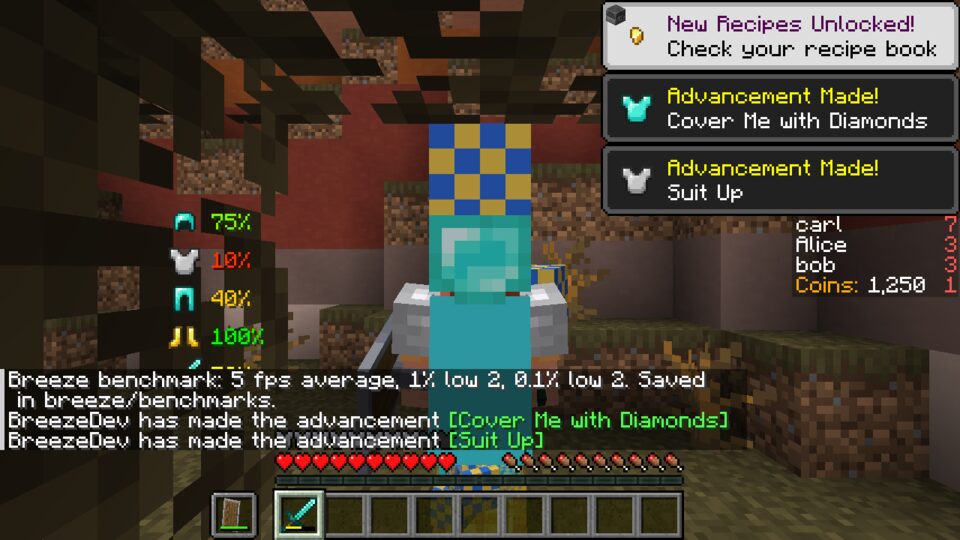 New Recipes Unlocked!
Check your recipe book
Advancement Made!
Cover Me with Diamonds
Advancement Made!
Suit Up
carl 7
Alice 3
bob 3
Coins: 1,250 1
75%
10%
40%
100%
Breeze benchmark: 5 fps average, 1% low 2, 0.1% low 2. Saved
in breeze/benchmarks.
BreezeDev has made the advancement [Cover Me with Diamonds]
BreezeDev has made the advancement [Suit Up]